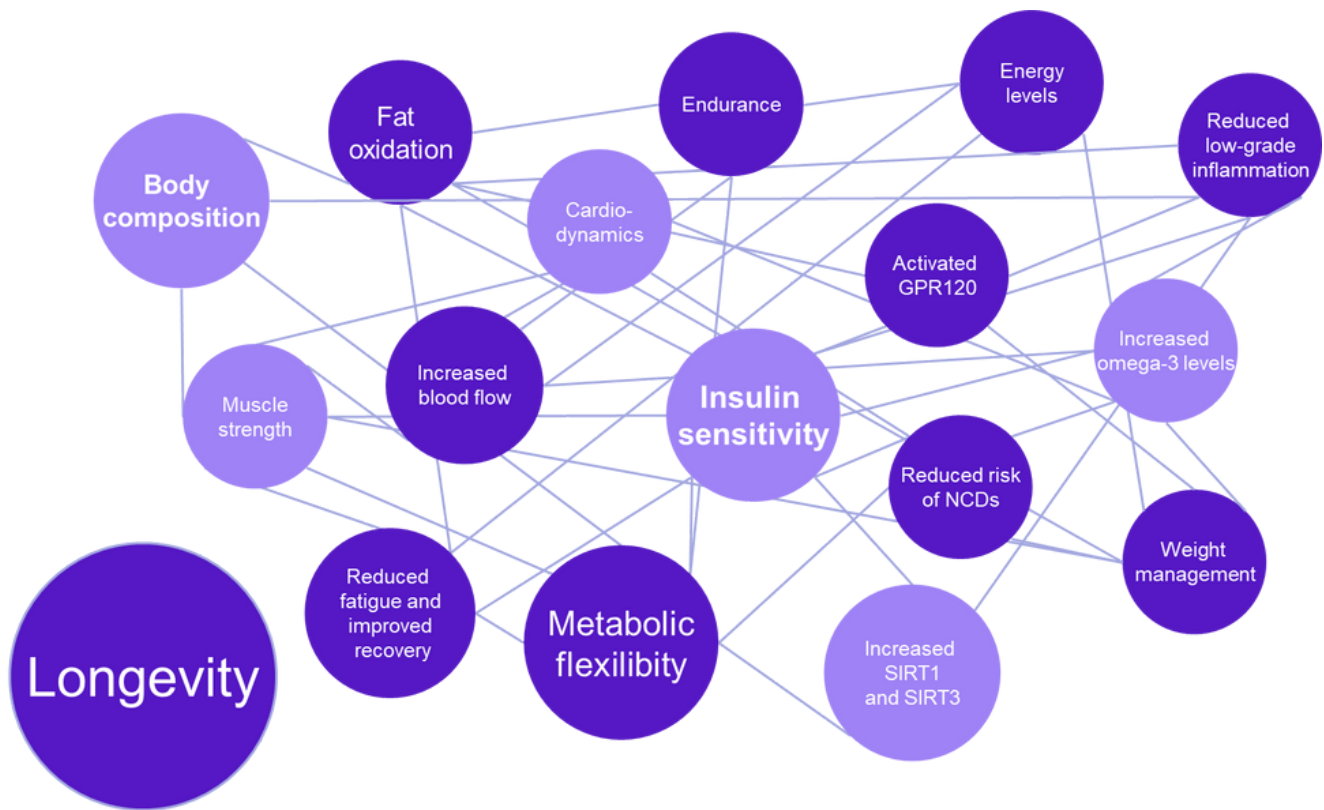 Fat
oxidation
Endurance
Energy
levels
Reduced
low-grade
inflammation
Body
composition
Cardio-
dynamics
Activated
GPR120
Increased
omega-3 levels
Increased
blood flow
Muscle
strength
Insulin
sensitivity
Reduced risk
of NCDs
Weight
management
Reduced
fatigue and
improved
recovery
Metabolic
flexilibity
Increased
SIRT1
and SIRT3
Longevity